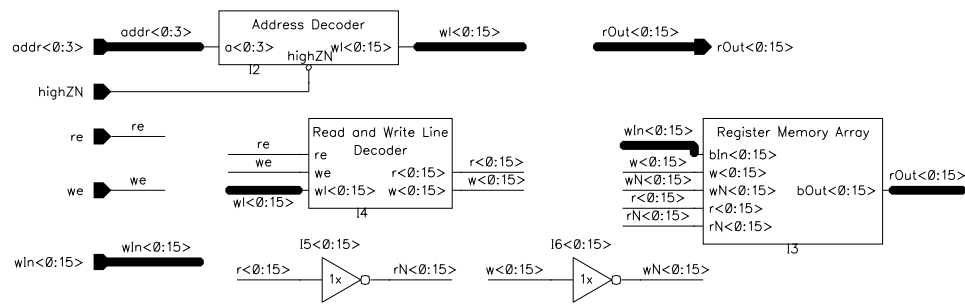 Address Decoder
addr<0:3>
addr<0:3>
a<0:3>
wl<0:15>
wl<0:15>
highZN
I2
rOut<0:15>
rOut<0:15>
highZN
re
re
we
we
wIn<0:15>
wIn<0:15>
Read and Write Line
Decoder
re
re
we
we
wl<0:15>
wl<0:15>
r<0:15>
r<0:15>
w<0:15>
w<0:15>
I4
Register Memory Array
wIn<0:15>
bIn<0:15>
w<0:15>
w<0:15>
wN<0:15>
wN<0:15>
r<0:15>
r<0:15>
rN<0:15>
rN<0:15>
bOut<0:15>
rOut<0:15>
I3
I5<0:15>
r<0:15>
1x
rN<0:15>
I6<0:15>
w<0:15>
1x
wN<0:15>